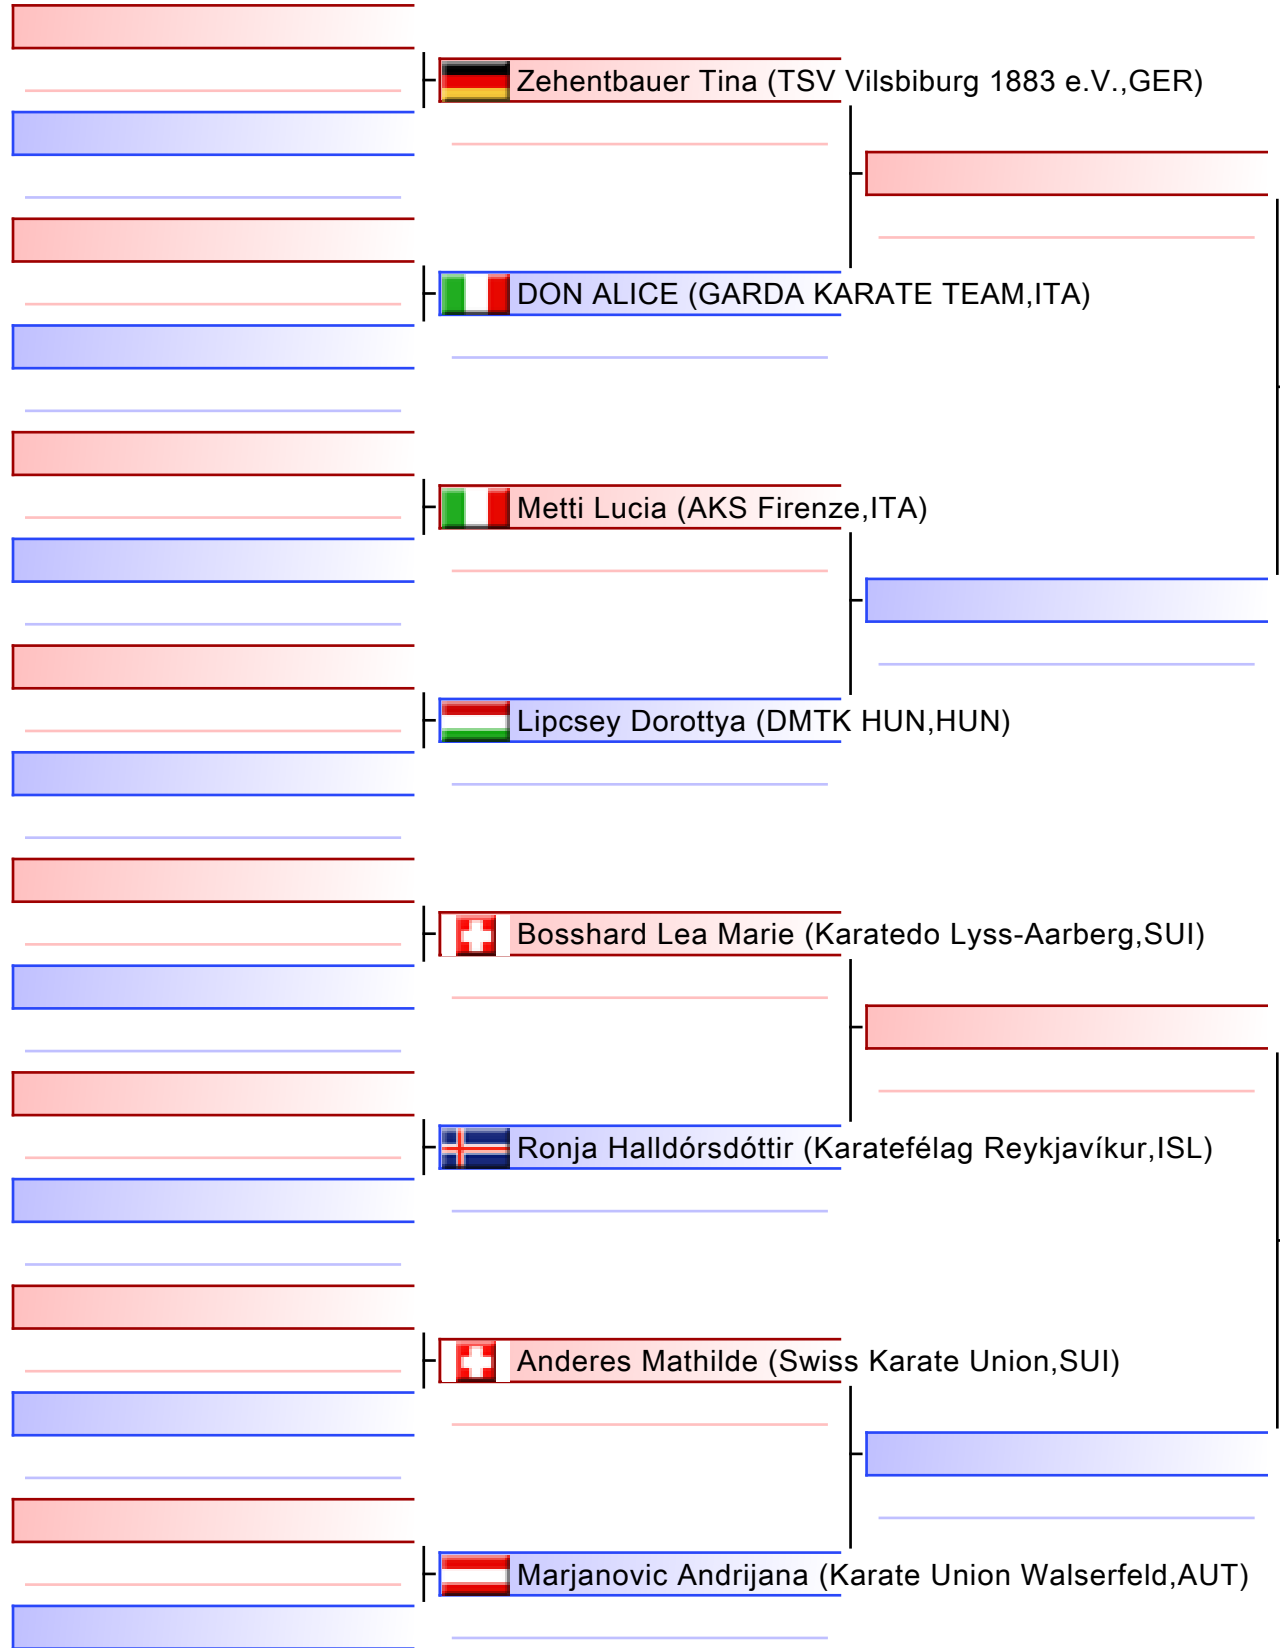 Zehentbauer Tina (TSV Vilsbiburg 1883 e.V.,GER)
DON ALICE (GARDA KARATE TEAM,ITA)
Metti Lucia (AKS Firenze,ITA)
Lipcsey Dorottya (DMTK HUN,HUN)
Bosshard Lea Marie (Karatedo Lyss-Aarberg,SUI)
Ronja Halldórsdóttir (Karatefélag Reykjavíkur,ISL)
Anderes Mathilde (Swiss Karate Union,SUI)
Marjanovic Andrijana (Karate Union Walserfeld,AUT)